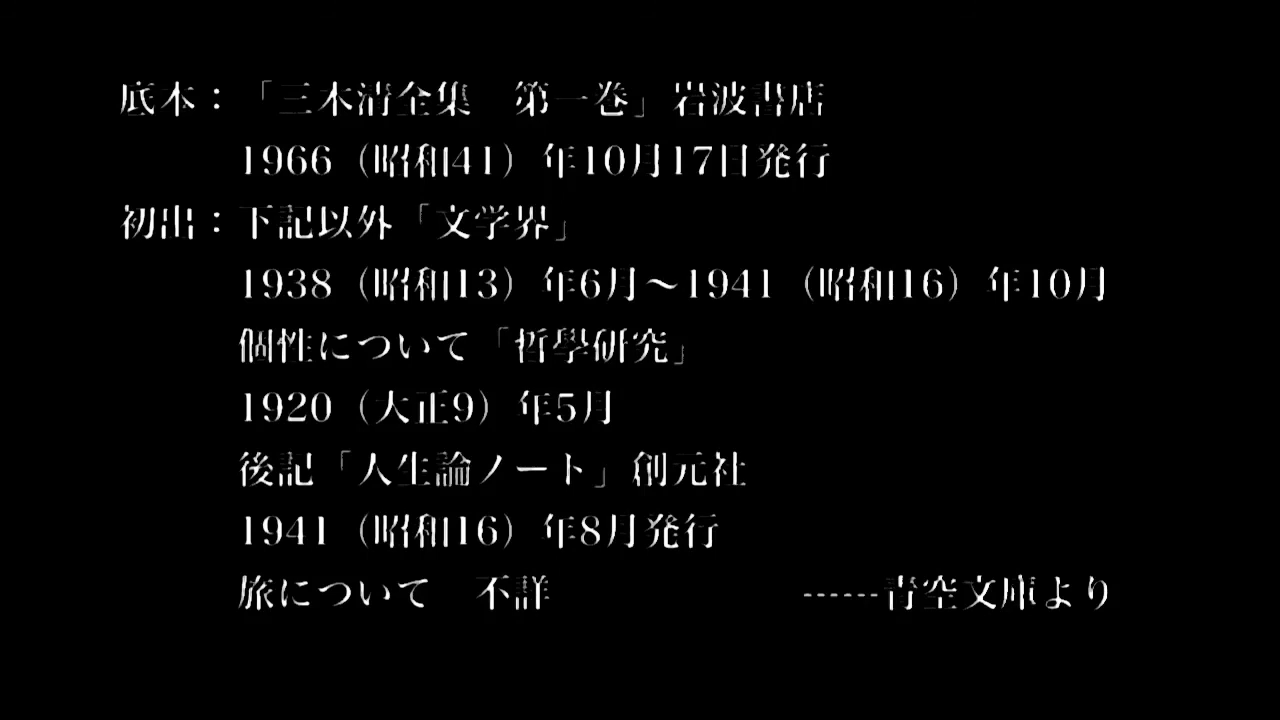 底本：「三木清全集　第一巻」岩波書店
1966（昭和41）年10月17日発行
初出：下記以外「文学界」
1938（昭和13）年6月～1941（昭和16）年10月
個性について「哲學研究」
1920（大正9）年5月
後記「人生論ノート」創元社
1941（昭和16）年8月発行
旅について　不詳　　　　　　------青空文庫より